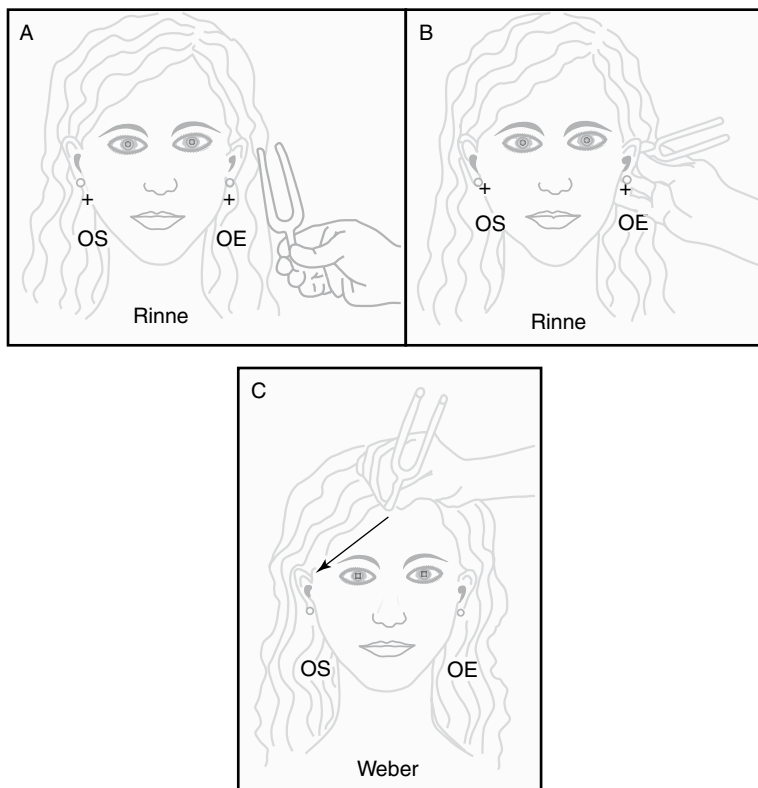 A
+ +
OS OE
Rinne
B
+ +
OS OE
Rinne
C
OS OE
Weber